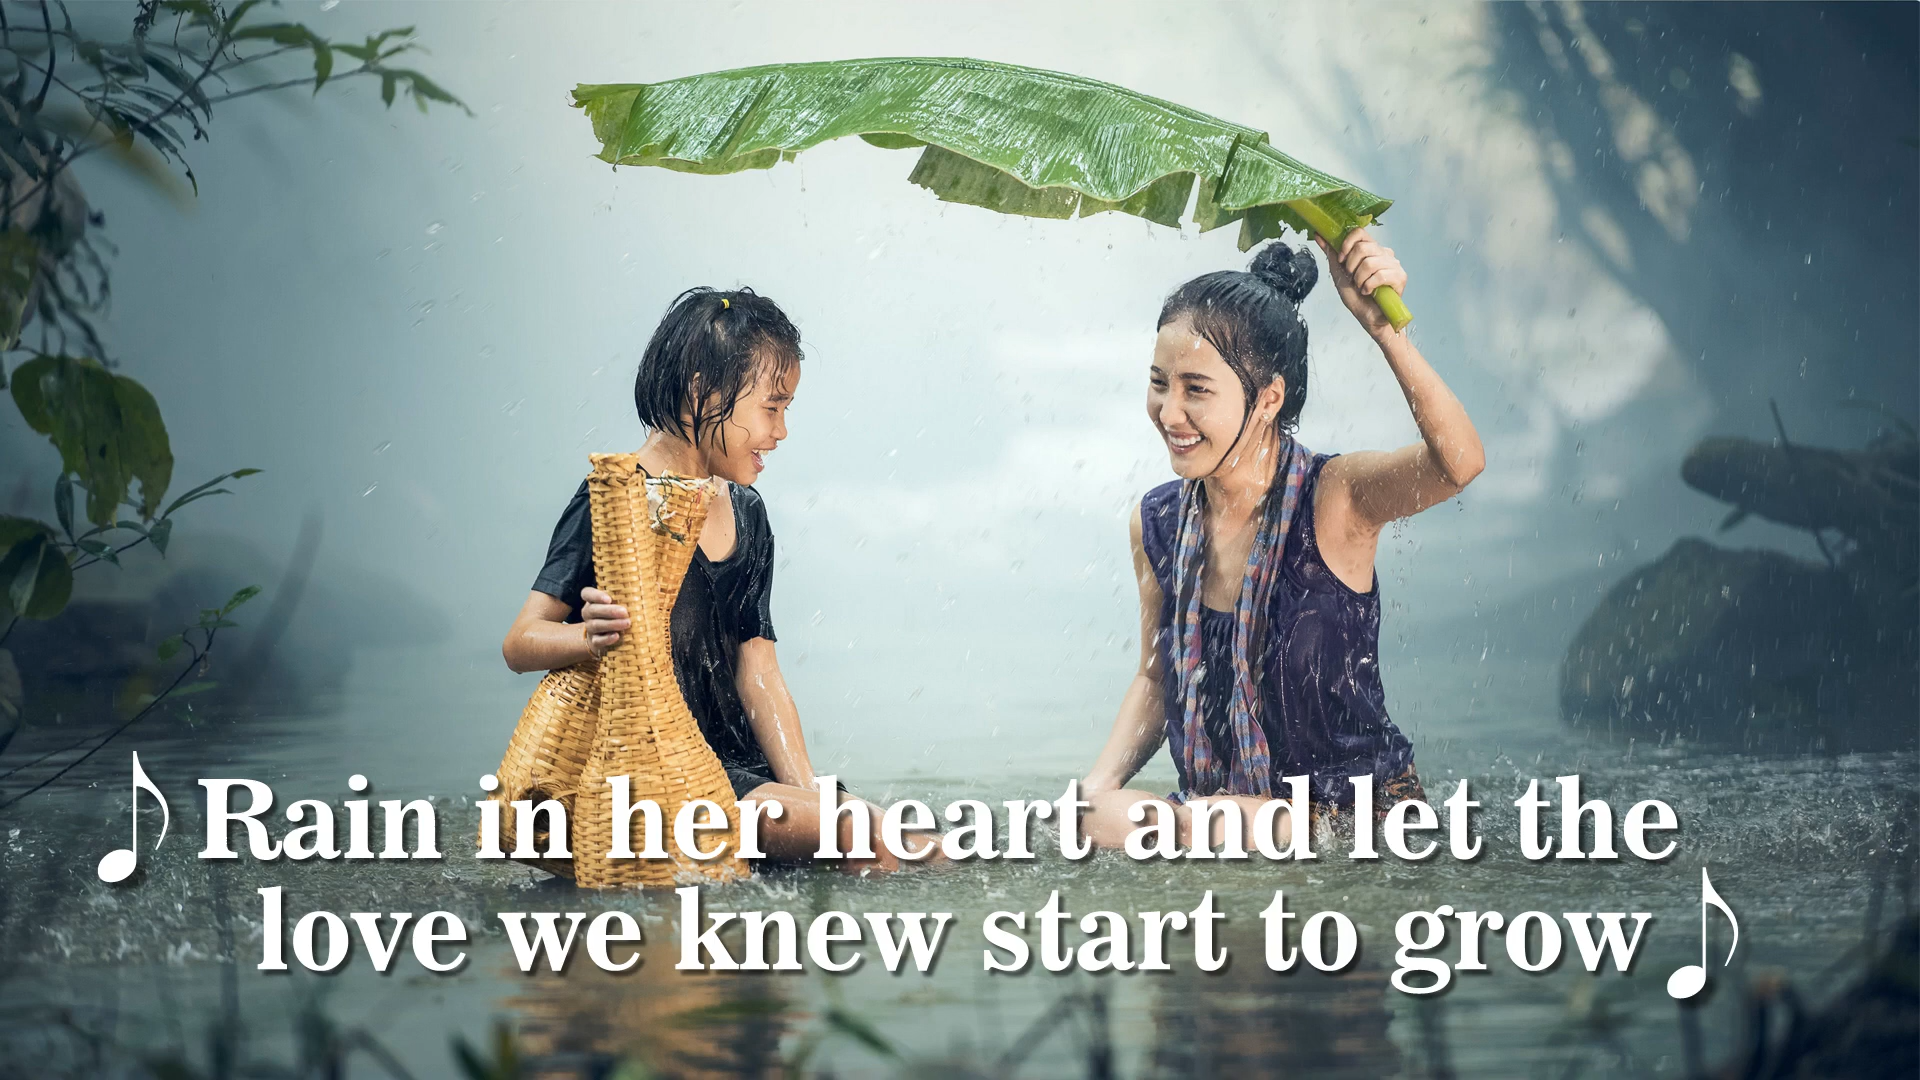 ♪ Rain in her heart and let the
love we knew start to grow ♪